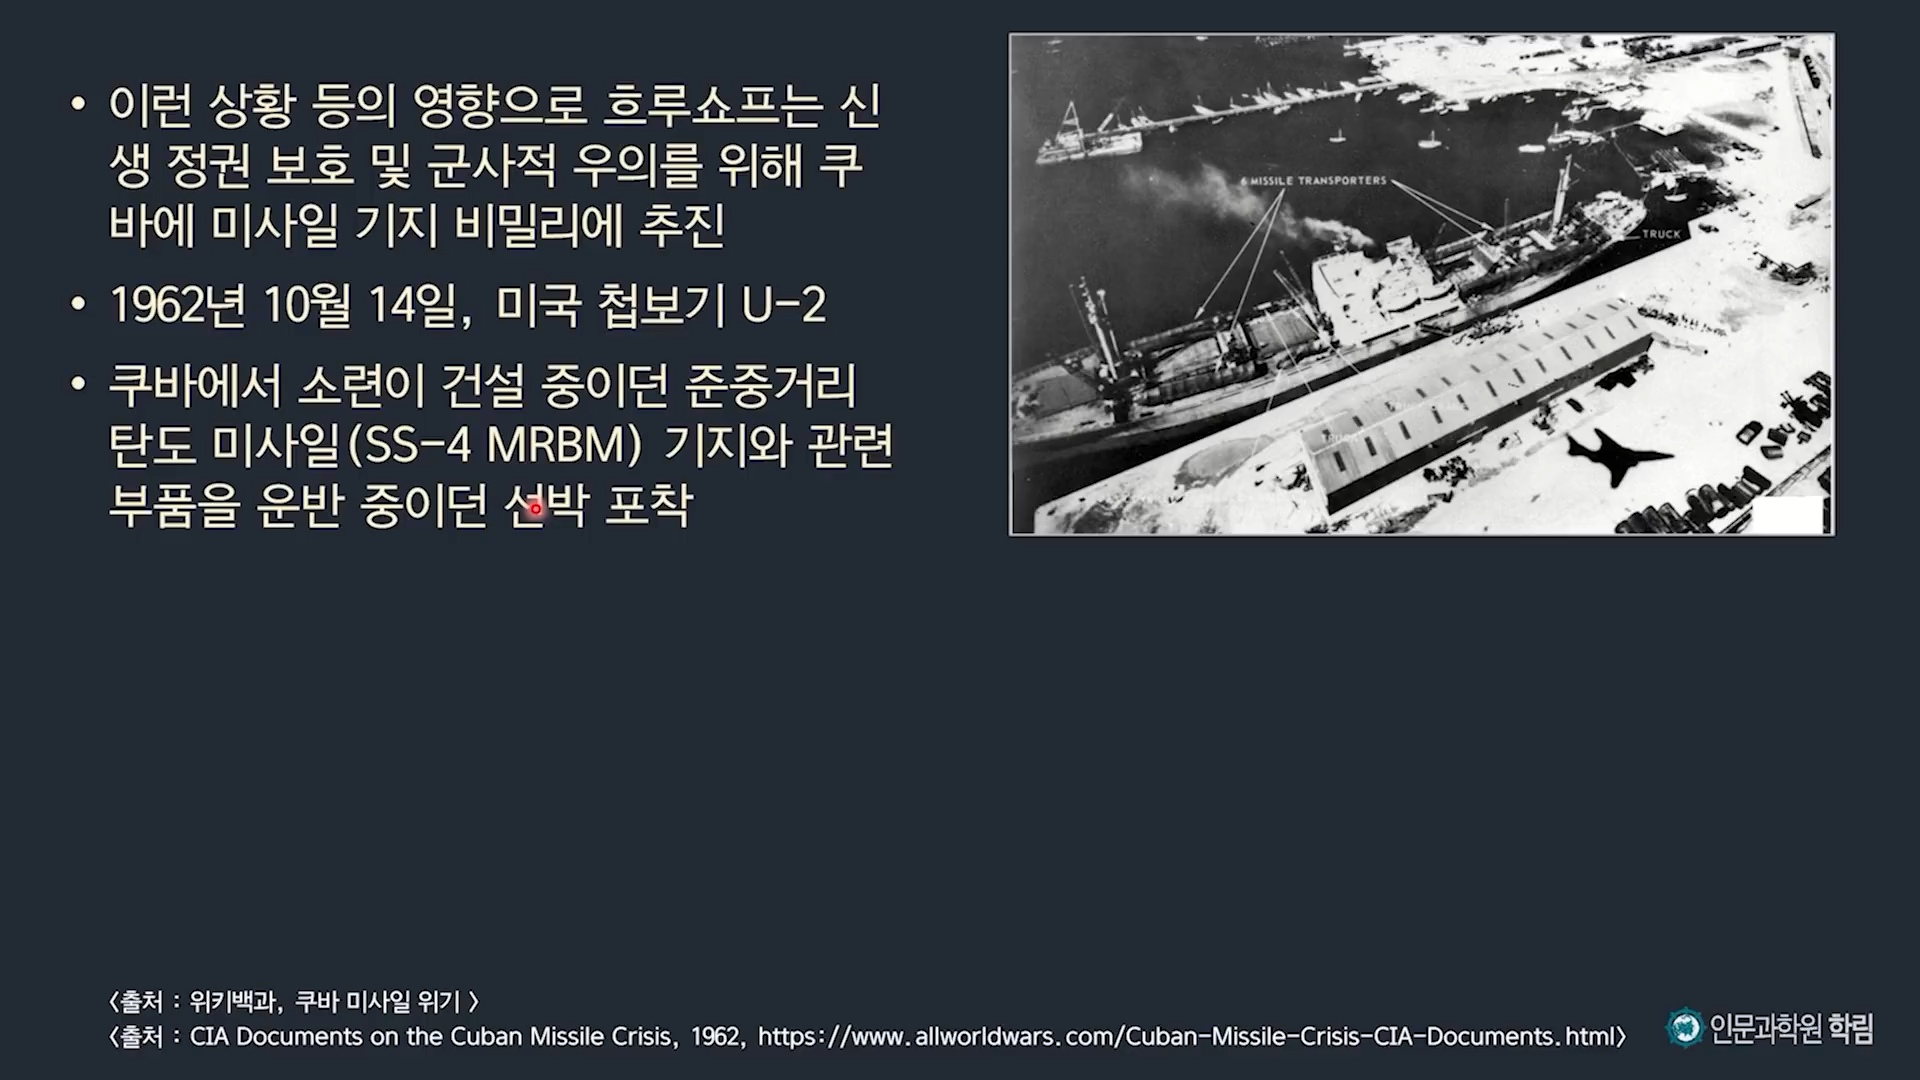 • 이런 상황 등의 영향으로 흐루쇼프는 신
생 정권 보호 및 군사적 우의를 위해 쿠
바에 미사일 기지 비밀리에 추진
• 1962년 10월 14일, 미국 첩보기 U-2
• 쿠바에서 소련이 건설 중이던 준중거리
탄도 미사일(SS-4 MRBM) 기지와 관련
부품을 운반 중이던 선박 포착
6 MISSILE TRANSPORTERS
TRUCK
<출처 : 위키백과, 쿠바 미사일 위기 >
<출처 : CIA Documents on the Cuban Missile Crisis, 1962, https://www.allworldwars.com/Cuban-Missile-Crisis-CIA-Documents.html>
인문과학원 학림